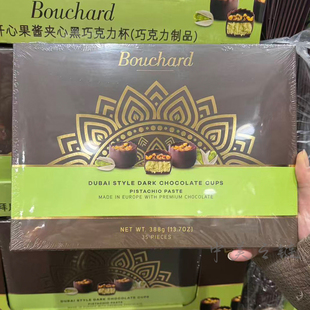 Bouchard
开心果酱夹心黑巧克力杯(巧克力制品)
Bouchard
DUBAI STYLE DARK CHOCOLATE CUPS
PISTACHIO PASTE
MADE IN EUROPE WITH PREMIUM CHOCOLATE
NET WT. 388g (13.7OZ)
Bouchard
DUBAI STYLE DARK CHOCOLATE CUPS